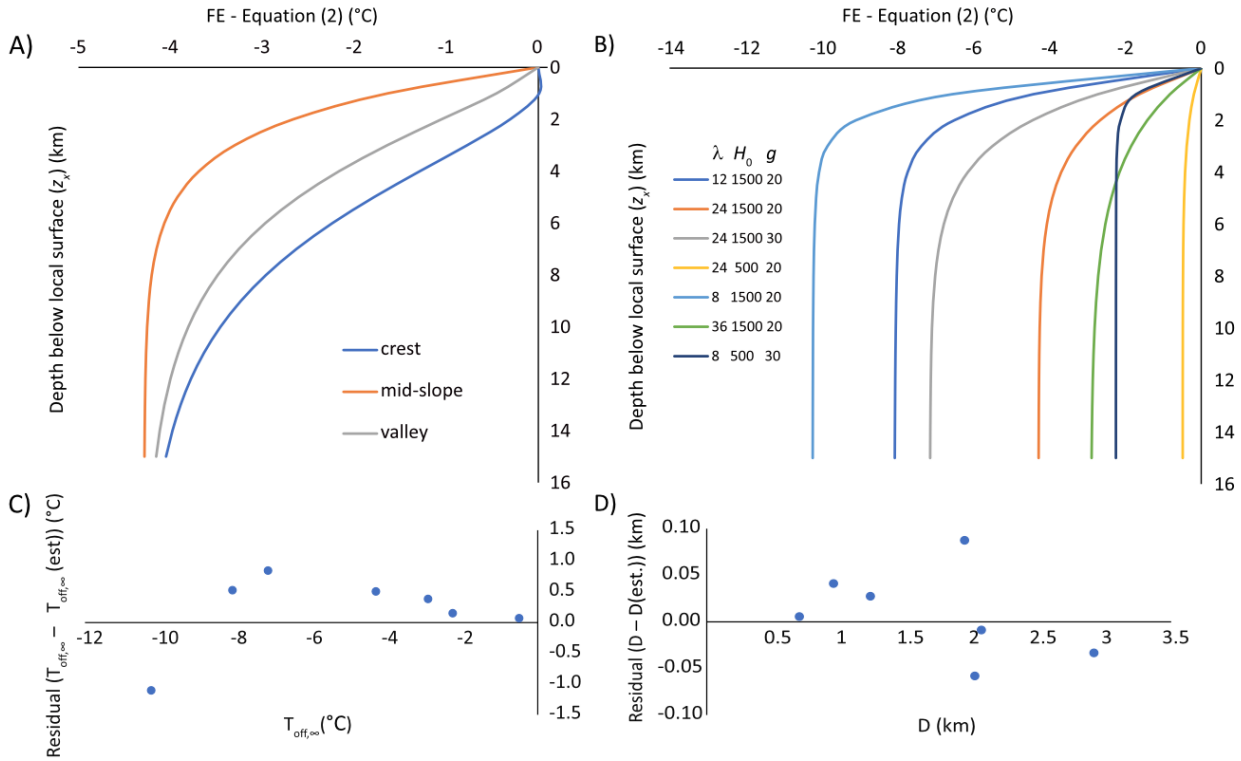 FE - Equation (2) (°C)
A)
-5 -4 -3 -2 -1 0
0
2
4
6
8
10
12
14
16
Depth below local surface (zx) (km)
crest
mid-slope
valley
FE - Equation (2) (°C)
B)
-14 -12 -10 -8 -6 -4 -2 0
0
2
4
6
8
10
12
14
16
Depth below local surface (zx) (km)
λ H0 g
12 1500 20
24 1500 20
24 1500 30
24 500 20
8 1500 20
36 1500 20
8 500 30
C)
Residual (Toff,∞ − Toff,∞ (est)) (°C)
1.5
1.0
0.5
0.0
-0.5
-1.0
-1.5
-12 -10 -8 -6 -4 -2
Toff,∞(°C)
D)
Residual (D − D(est.)) (km)
0.10
0.05
0.00
-0.05
-0.10
0.5 1 1.5 2 2.5 3 3.5
D (km)